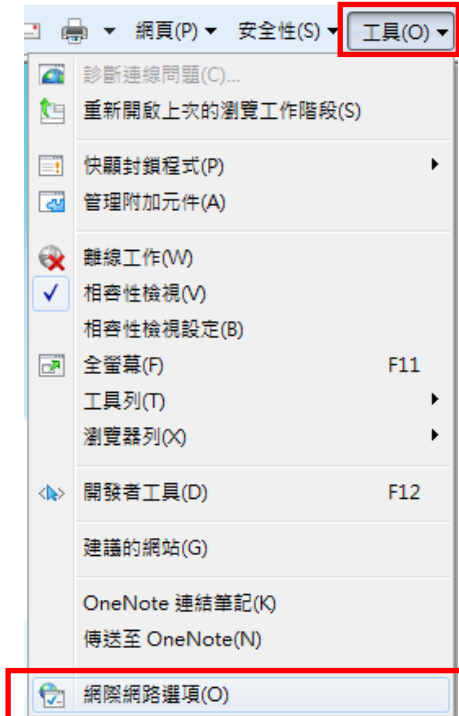 網頁(P) 安全性(S) 工具(O)
診斷連線問題(C)...
重新開啟上次的瀏覽工作階段(S)
快顯封鎖程式(P)
管理附加元件(A)
離線工作(W)
相容性檢視(V)
相容性檢視設定(B)
全螢幕(F) F11
工具列(T)
瀏覽器列(X)
開發者工具(D) F12
建議的網站(G)
OneNote 連結筆記(K)
傳送至 OneNote(N)
網際網路選項(O)